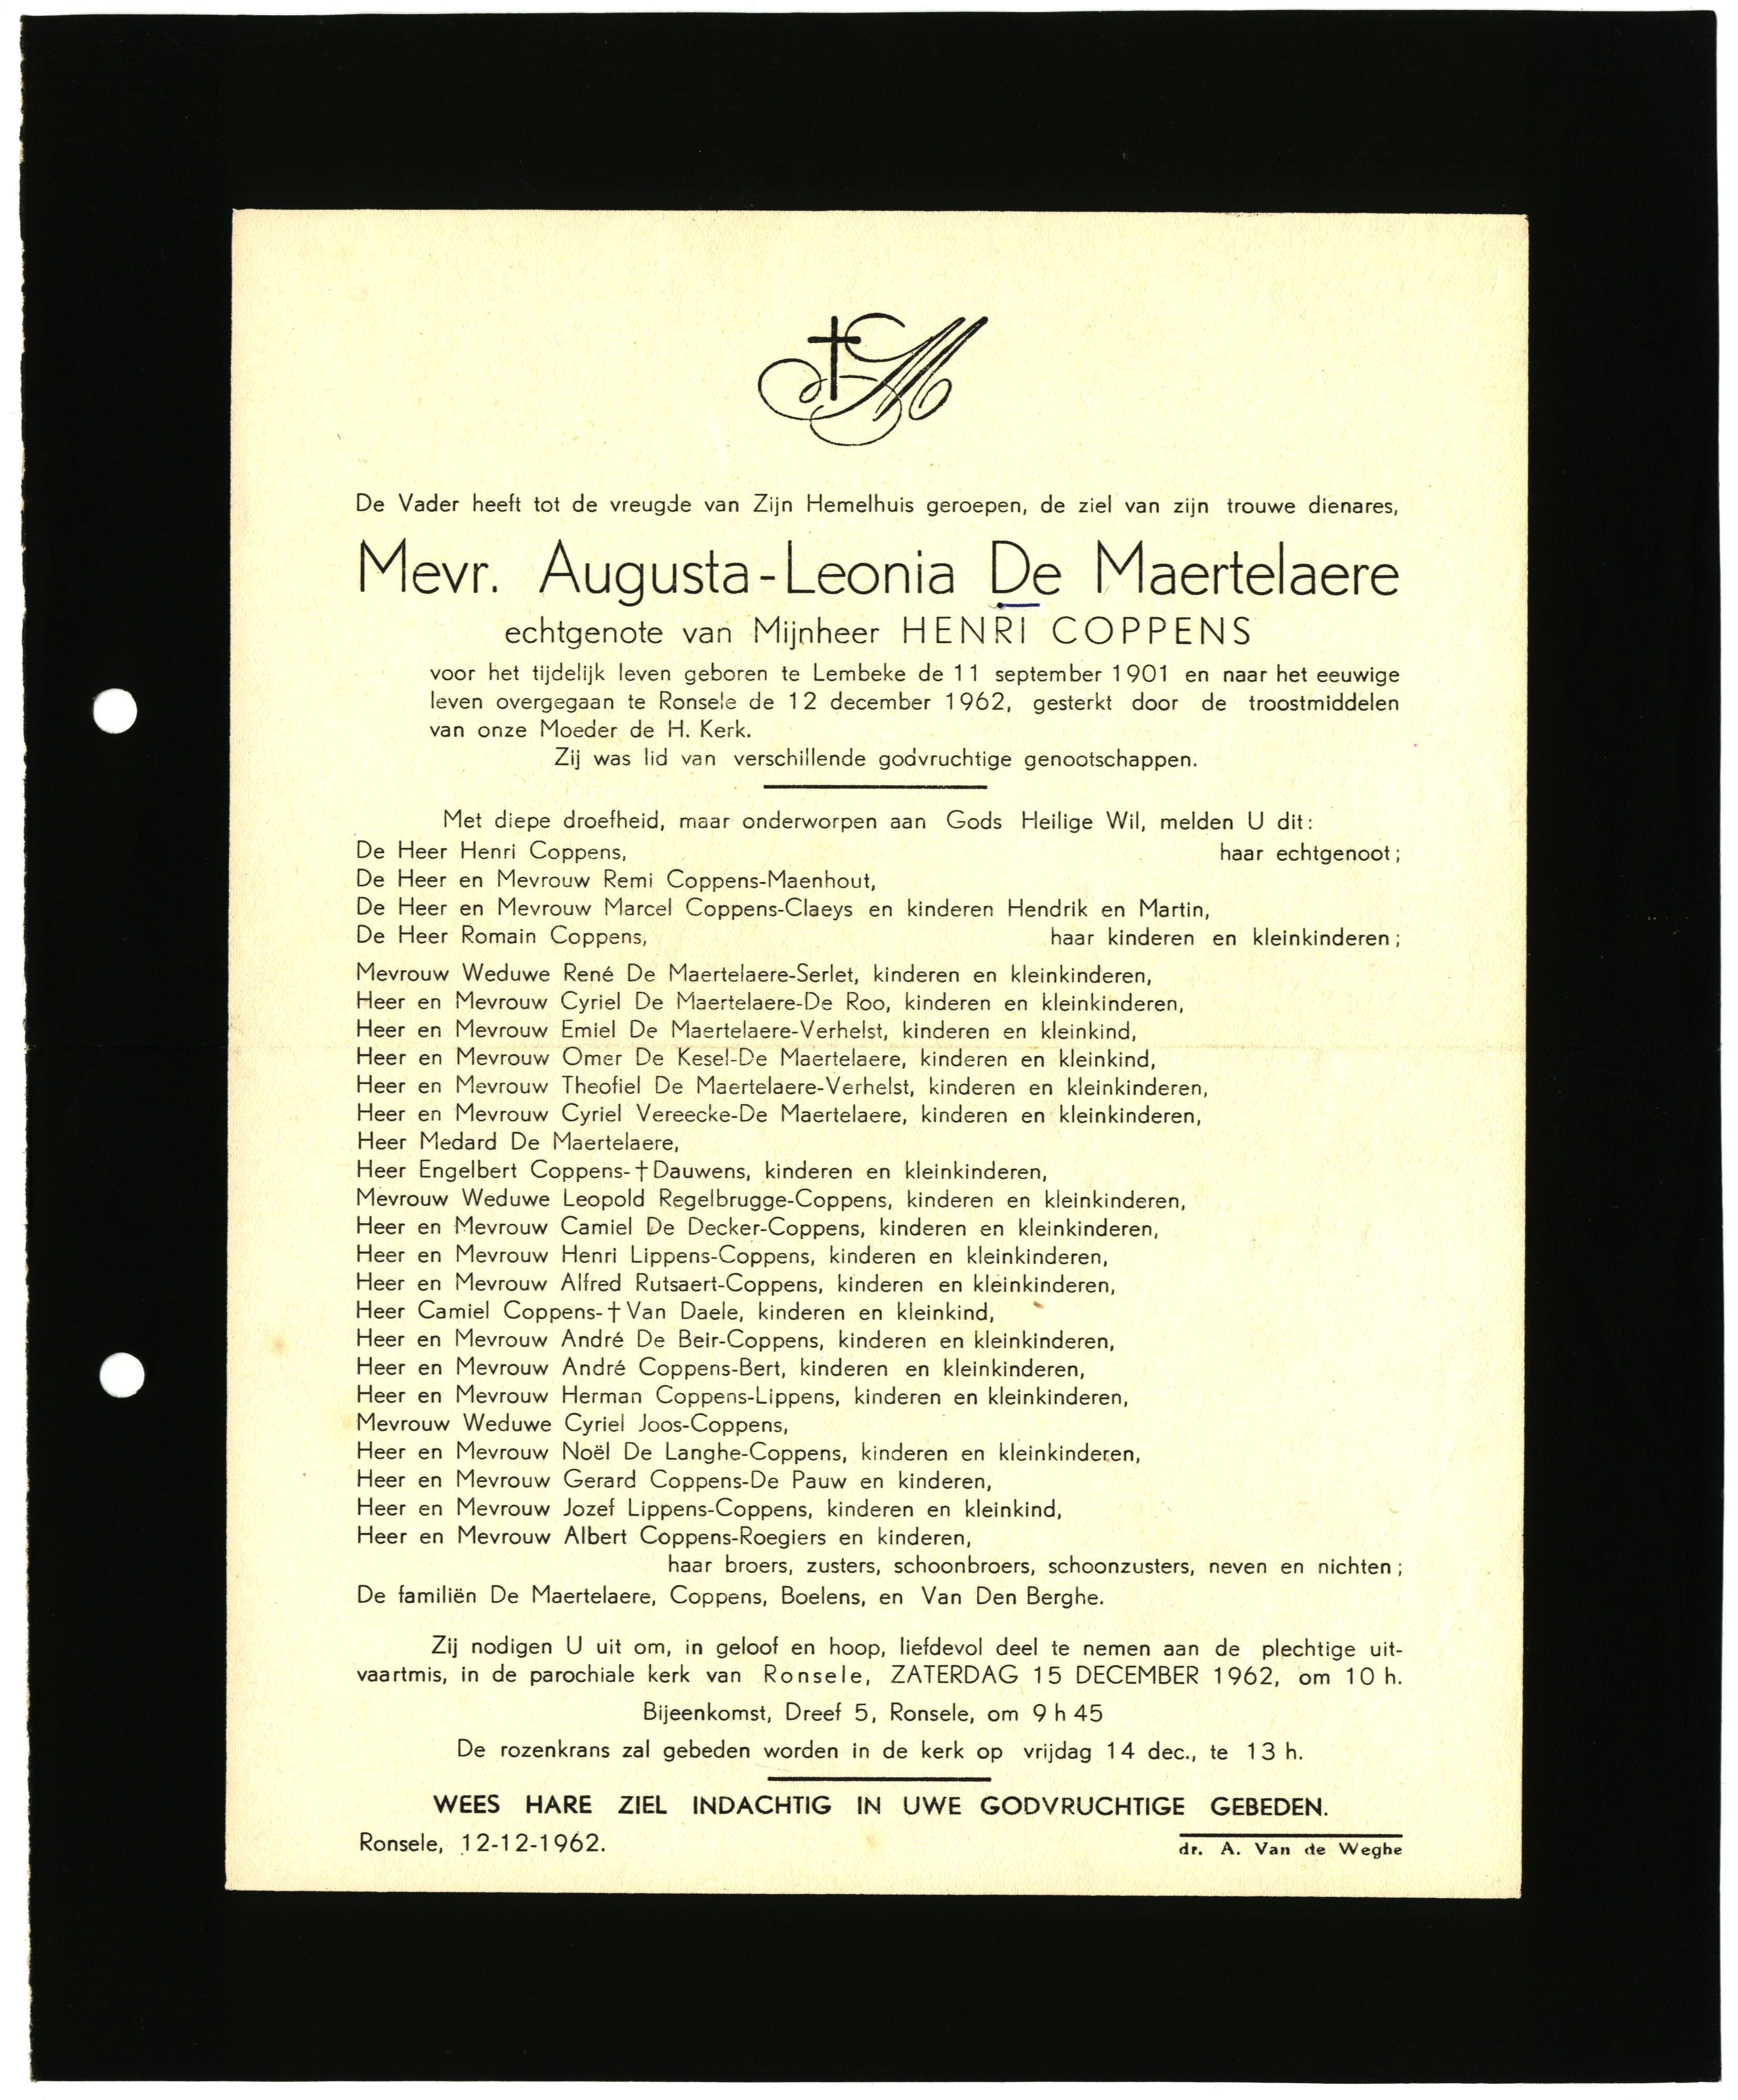 M
De Vader heeft tot de vreugde van Zijn Hemelhuis geroepen, de ziel van zijn trouwe dienares,
Mevr. Augusta-Leonia De Maertelaere
echtgenote van Mijnheer HENRI COPPENS
voor het tijdelijk leven geboren te Lembeke de 11 september 1901 en naar het eeuwige
leven overgegaan te Ronsele de 12 december 1962, gesterkt door de troostmiddelen
van onze Moeder de H. Kerk.
Zij was lid van verschillende godvruchtige genootschappen.
Met diepe droefheid, maar onderworpen aan Gods Heilige Wil, melden U dit:
De Heer Henri Coppens, haar echtgenoot;
De Heer en Mevrouw Remi Coppens-Maenhout,
De Heer en Mevrouw Marcel Coppens-Claeys en kinderen Hendrik en Martin,
De Heer Romain Coppens, haar kinderen en kleinkinderen;
Mevrouw Weduwe René De Maertelaere-Serlet, kinderen en kleinkinderen,
Heer en Mevrouw Cyriel De Maertelaere-De Roo, kinderen en kleinkinderen,
Heer en Mevrouw Emiel De Maertelaere-Verhelst, kinderen en kleinkind,
Heer en Mevrouw Omer De Kesel-De Maertelaere, kinderen en kleinkind,
Heer en Mevrouw Theofiel De Maertelaere-Verhelst, kinderen en kleinkinderen,
Heer en Mevrouw Cyriel Vereecke-De Maertelaere, kinderen en kleinkinderen,
Heer Medard De Maertelaere,
Heer Engelbert Coppens-†Dauwens, kinderen en kleinkinderen,
Mevrouw Weduwe Leopold Regelbrugge-Coppens, kinderen en kleinkinderen,
Heer en Mevrouw Camiel De Decker-Coppens, kinderen en kleinkinderen,
Heer en Mevrouw Henri Lippens-Coppens, kinderen en kleinkinderen,
Heer en Mevrouw Alfred Rutsaert-Coppens, kinderen en kleinkinderen,
Heer Camiel Coppens-†Van Daele, kinderen en kleinkind,
Heer en Mevrouw André De Beir-Coppens, kinderen en kleinkinderen,
Heer en Mevrouw André Coppens-Bert, kinderen en kleinkinderen,
Heer en Mevrouw Herman Coppens-Lippens, kinderen en kleinkinderen,
Mevrouw Weduwe Cyriel Joos-Coppens,
Heer en Mevrouw Noël De Langhe-Coppens, kinderen en kleinkinderen,
Heer en Mevrouw Gerard Coppens-De Pauw en kinderen,
Heer en Mevrouw Jozef Lippens-Coppens, kinderen en kleinkind,
Heer en Mevrouw Albert Coppens-Roegiers en kinderen,
haar broers, zusters, schoonbroers, schoonzusters, neven en nichten;
De familiën De Maertelaere, Coppens, Boelens, en Van Den Berghe.
Zij nodigen U uit om, in geloof en hoop, liefdevol deel te nemen aan de plechtige uit-
vaartmis, in de parochiale kerk van Ronsele, ZATERDAG 15 DECEMBER 1962, om 10 h.
Bijeenkomst, Dreef 5, Ronsele, om 9 h 45
De rozenkrans zal gebeden worden in de kerk op vrijdag 14 dec., te 13 h.
WEES HARE ZIEL INDACHTIG IN UWE GODVRUCHTIGE GEBEDEN.
Ronsele, 12-12-1962.
dr. A. Van de Weghe